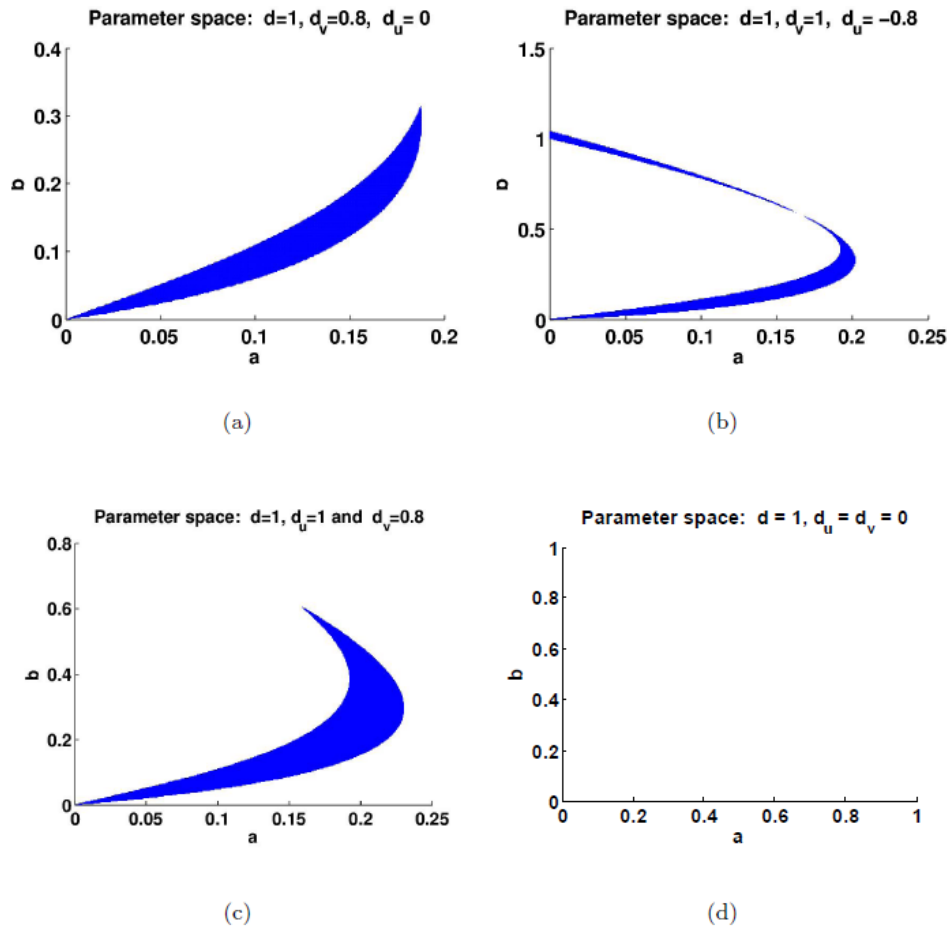 Parameter space: d=1, d_v=0.8, d_u= 0
0.4
0.3
0.2
0.1
0
b
0 0.05 0.1 0.15 0.2
a
(a)
Parameter space: d=1, d_v=1, d_u= −0.8
1.5
1
0.5
0
b
0 0.05 0.1 0.15 0.2 0.25
a
(b)
Parameter space: d=1, d_u=1 and d_v=0.8
0.8
0.6
0.4
0.2
0
b
0 0.05 0.1 0.15 0.2 0.25
a
(c)
Parameter space: d = 1, d_u = d_v = 0
1
0.8
0.6
0.4
0.2
0
b
0 0.2 0.4 0.6 0.8 1
a
(d)